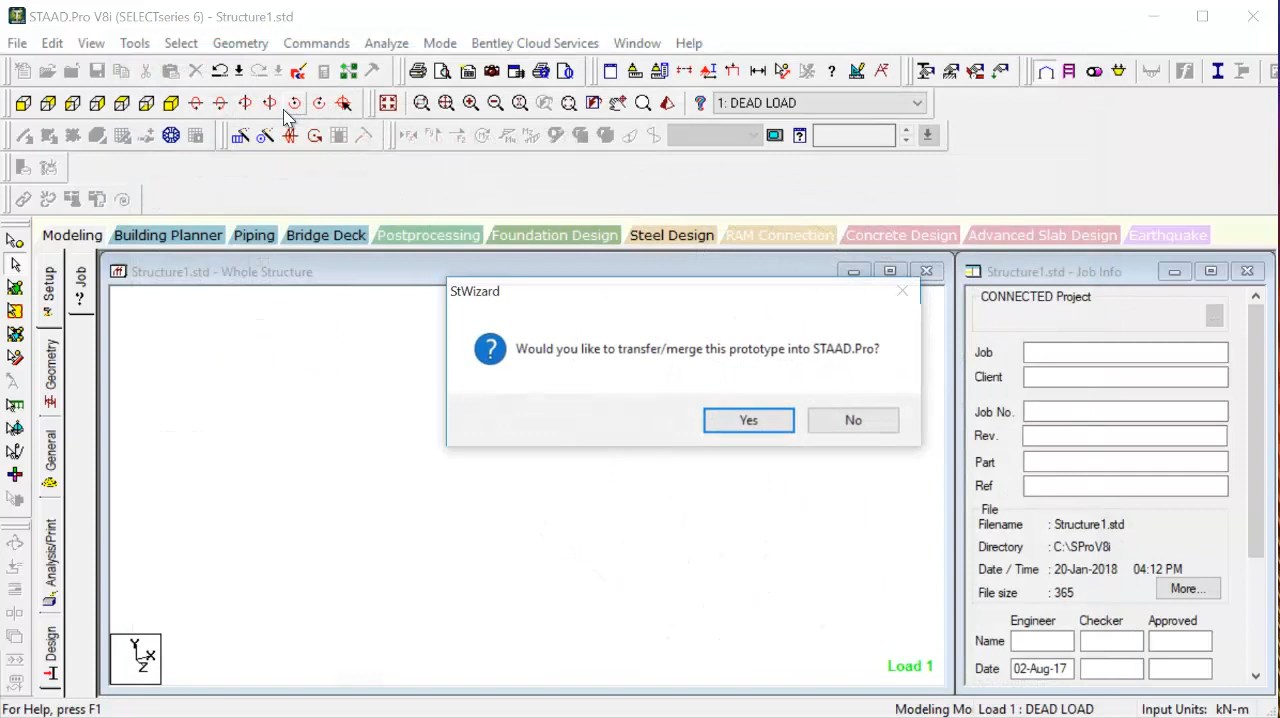 STAAD.Pro V8i (SELECTseries 6) - Structure1.std
File Edit View Tools Select Geometry Commands Analyze Mode Bentley Cloud Services Window Help
1: DEAD LOAD
Modeling Building Planner Piping Bridge Deck Postprocessing Foundation Design Steel Design RAM Connection Concrete Design Advanced Slab Design Earthquake
Setup
Geometry
General
Analysis/Print
Design
Job
Structure1.std - Whole Structure
StWizard
Would you like to transfer/merge this prototype into STAAD.Pro?
Yes No
Y
X
Z
Load 1
Structure1.std - Job Info
CONNECTED Project
...
Job
Client
Job No.
Rev.
Part
Ref
File
Filename : Structure1.std
Directory : C:\SProV8i
Date / Time : 20-Jan-2018 04:12 PM
File size : 365
More...
Engineer Checker Approved
Name
Date 02-Aug-17
For Help, press F1
Modeling Mo Load 1 : DEAD LOAD Input Units: kN-m